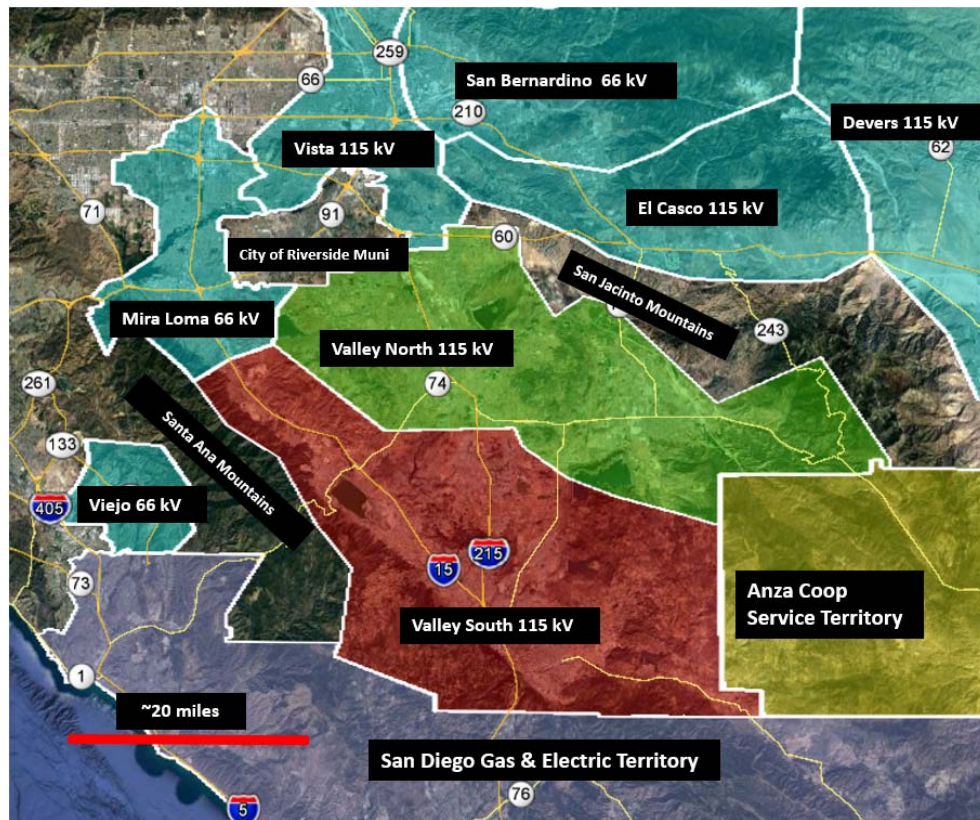 259
66
San Bernardino 66 kV
210
Devers 115 kV
62
Vista 115 kV
71
91
El Casco 115 kV
City of Riverside Muni
60
San Jacinto Mountains
Mira Loma 66 kV
243
Valley North 115 kV
74
261
Santa Ana Mountains
133
Viejo 66 kV
405
215
15
73
Anza Coop
Service Territory
Valley South 115 kV
1
~20 miles
San Diego Gas & Electric Territory
76
5